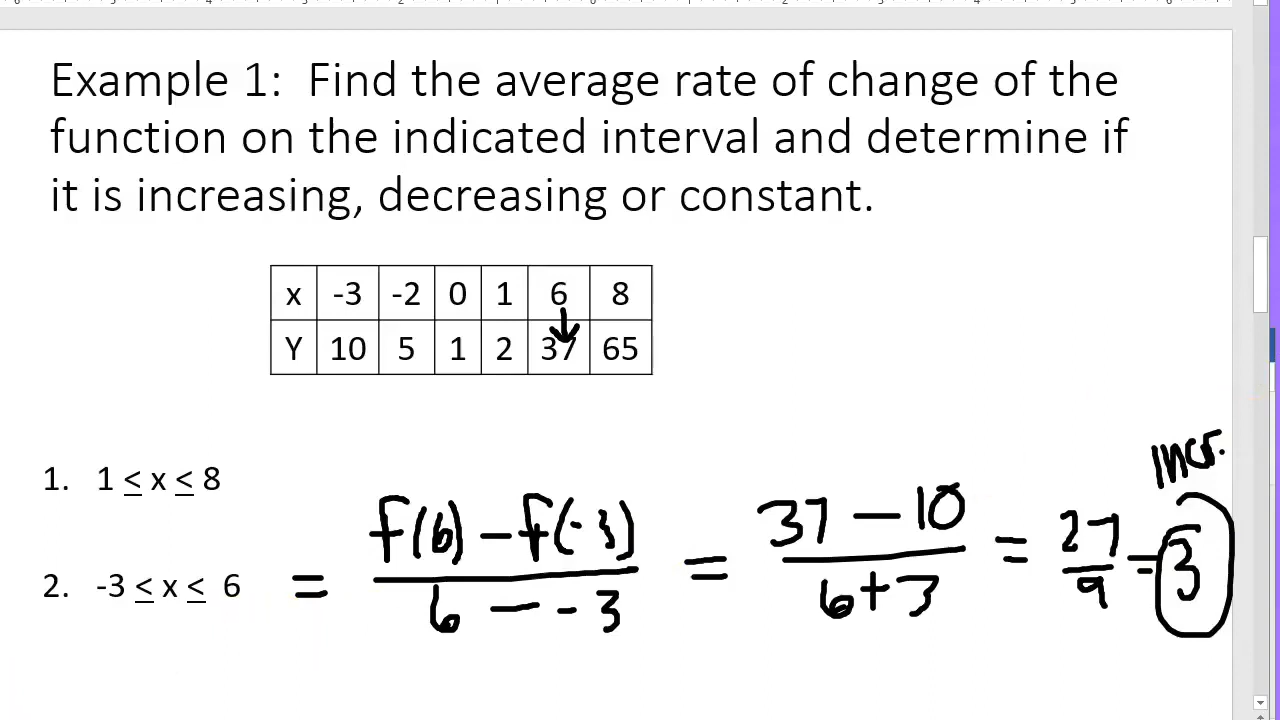 Example 1: Find the average rate of change of the
function on the indicated interval and determine if
it is increasing, decreasing or constant.
x -3 -2 0 1 6 8
Y 10 5 1 2 37 65
1. 1 ≤ x ≤ 8
incr.
2. -3 ≤ x ≤ 6 = f(6) - f(-3) / 6 - -3 = 37 - 10 / 6 + 3 = 27 / 9 = 3